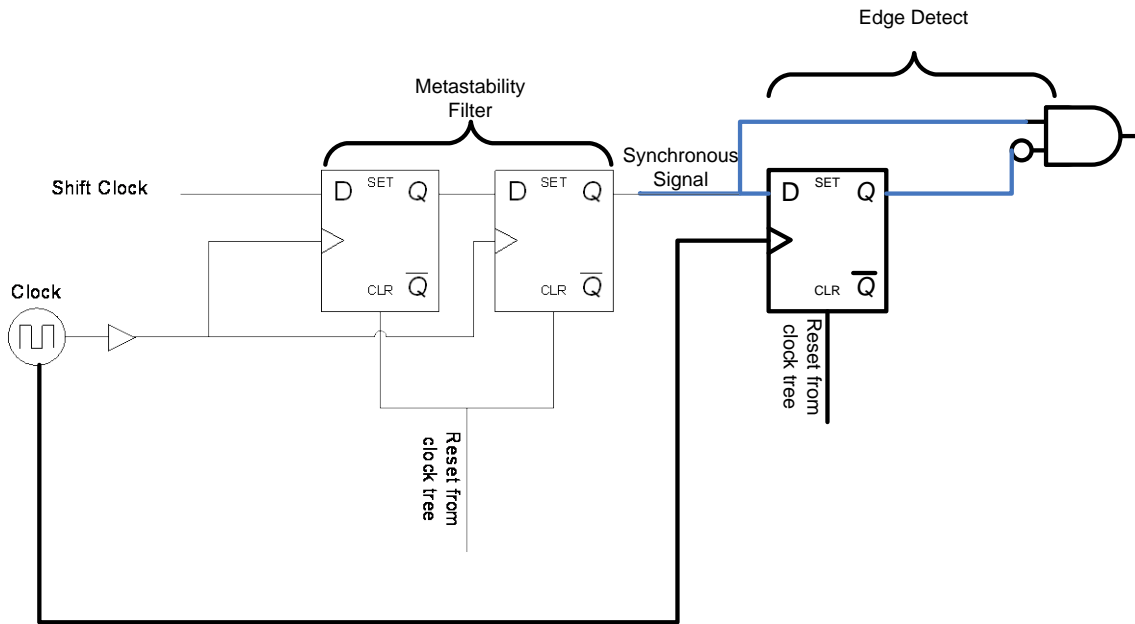 Edge Detect
Metastability
Filter
Synchronous
Signal
Shift Clock
D SET Q
CLR Q
D SET Q
CLR Q
D SET Q
CLR Q
Clock
Reset from
clock tree
Reset from
clock tree